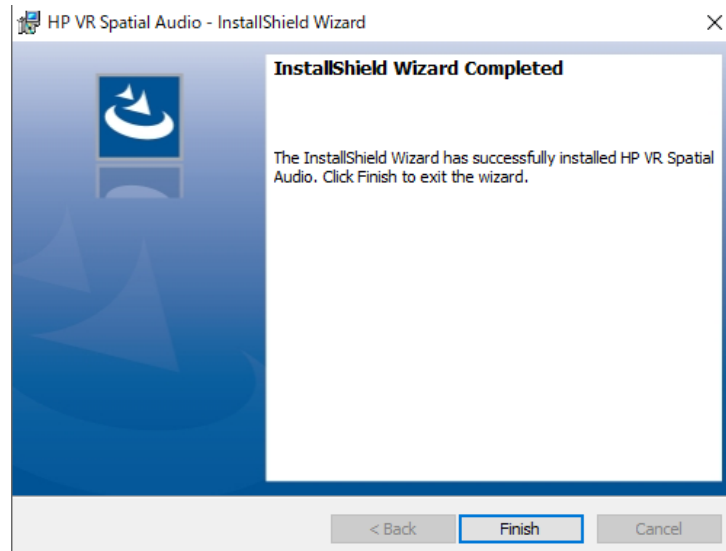 HP VR Spatial Audio - InstallShield Wizard
InstallShield Wizard Completed
The InstallShield Wizard has successfully installed HP VR Spatial
Audio. Click Finish to exit the wizard.
< Back
Finish
Cancel